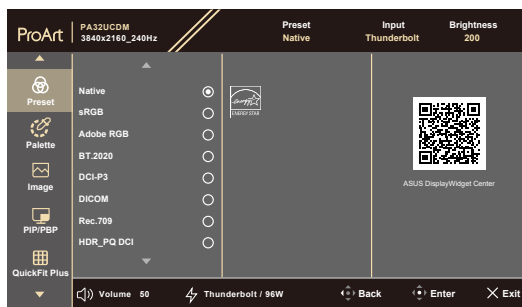 ProArt
PA32UCDM
3840x2160_240Hz
Preset
Native
Input
Thunderbolt
Brightness
200
Preset
Palette
Image
PIP/PBP
QuickFit Plus
Native
sRGB
Adobe RGB
BT.2020
DCI-P3
DICOM
Rec.709
HDR_PQ DCI
energy
ENERGY STAR
ASUS DisplayWidget Center
Volume 50
Thunderbolt / 96W
Back
Enter
Exit